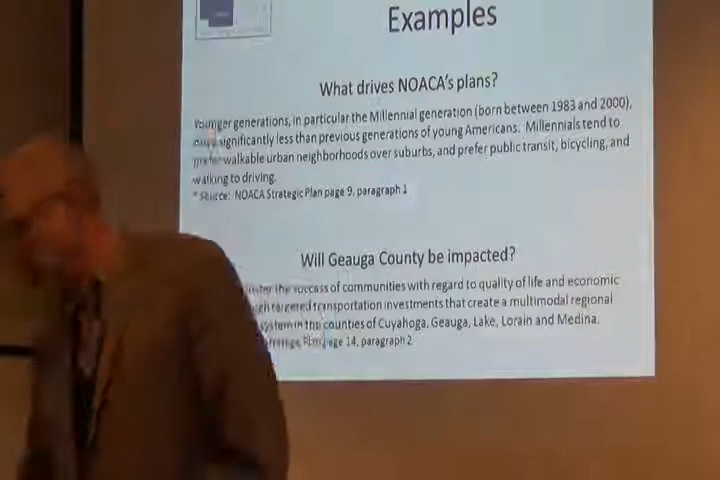 Examples
What drives NOACA's plans?
Younger generations, in particular the Millennial generation (born between 1983 and 2000),
significantly less than previous generations of young Americans. Millennials tend to
prefer walkable urban neighborhoods over suburbs, and prefer public transit, bicycling, and
walking to driving.
* Source: NOACA Strategic Plan page 9, paragraph 1
Will Geauga County be impacted?
the success of communities with regard to quality of life and economic
targeted transportation investments that create a multimodal regional
system in the counties of Cuyahoga, Geauga, Lake, Lorain and Medina.
Plan page 14, paragraph 2